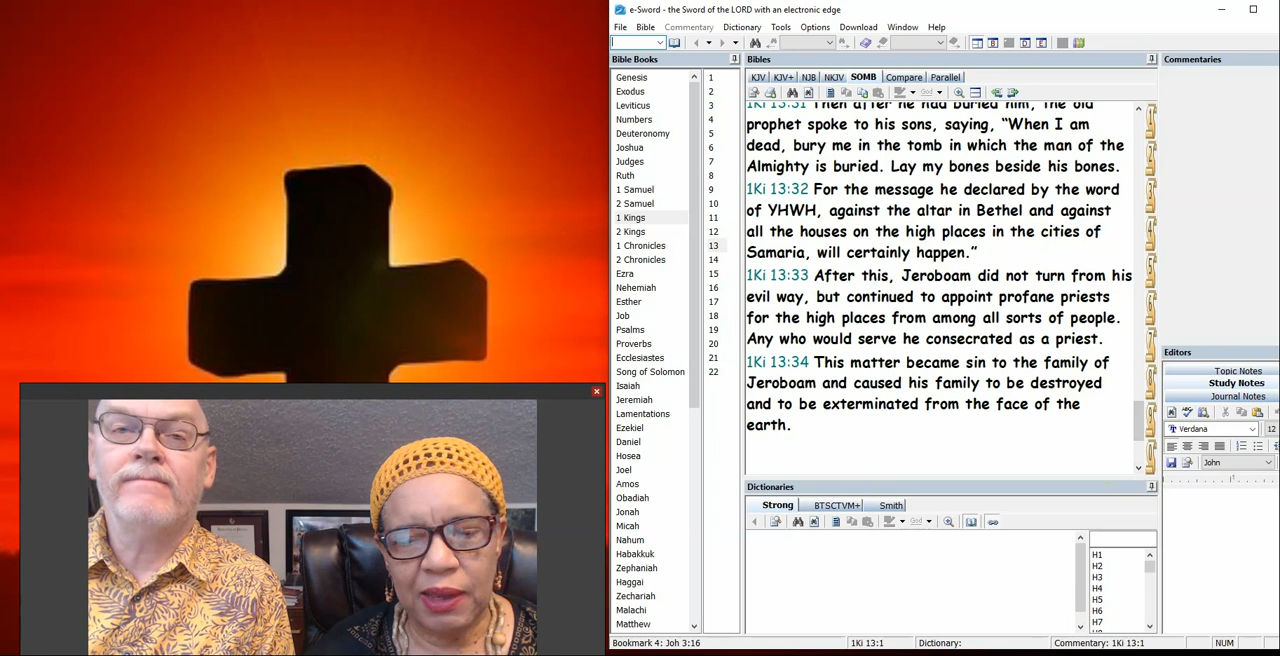 e-Sword - the Sword of the LORD with an electronic edge
File Bible Commentary Dictionary Tools Options Download Window Help
Bible Books
Genesis
Exodus
Leviticus
Numbers
Deuteronomy
Joshua
Judges
Ruth
1 Samuel
2 Samuel
1 Kings
2 Kings
1 Chronicles
2 Chronicles
Ezra
Nehemiah
Esther
Job
Psalms
Proverbs
Ecclesiastes
Song of Solomon
Isaiah
Jeremiah
Lamentations
Ezekiel
Daniel
Hosea
Joel
Amos
Obadiah
Jonah
Micah
Nahum
Habakkuk
Zephaniah
Haggai
Zechariah
Malachi
Matthew
1
2
3
4
5
6
7
8
9
10
11
12
13
14
15
16
17
18
19
20
21
22
Bibles
KJV KJV+ NJB NKJV SOMB Compare Parallel
1Ki 13:31 Then after he had buried him, the old
prophet spoke to his sons, saying, “When I am
dead, bury me in the tomb in which the man of the
Almighty is buried. Lay my bones beside his bones.
1Ki 13:32 For the message he declared by the word
of YHWH, against the altar in Bethel and against
all the houses on the high places in the cities of
Samaria, will certainly happen.”
1Ki 13:33 After this, Jeroboam did not turn from his
evil way, but continued to appoint profane priests
for the high places from among all sorts of people.
Any who would serve he consecrated as a priest.
1Ki 13:34 This matter became sin to the family of
Jeroboam and caused his family to be destroyed
and to be exterminated from the face of the
earth.
Dictionaries
Strong BTSCTVM+ Smith
H1
H2
H3
H4
H5
H6
H7
Commentaries
Editors
Topic Notes
Study Notes
Journal Notes
Verdana 12
John
Bookmark 4: Joh 3:16 1Ki 13:1 Dictionary: Commentary: 1Ki 13:1 NUM